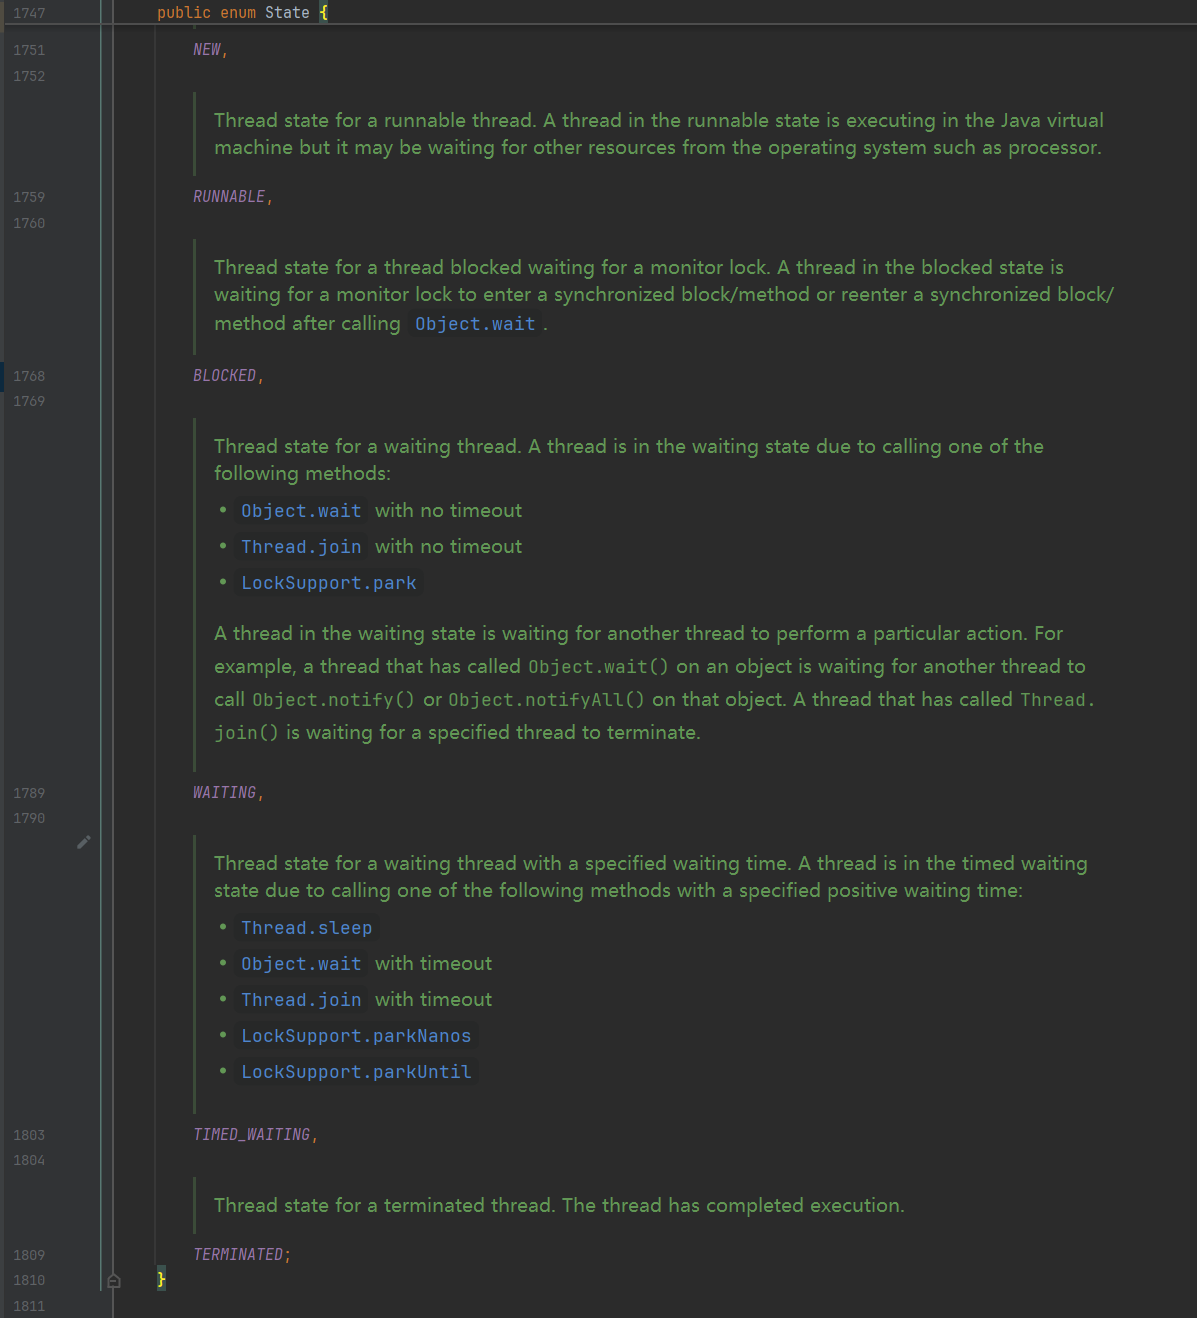 1747 public enum State {
1751 NEW,
1752
Thread state for a runnable thread. A thread in the runnable state is executing in the Java virtual
machine but it may be waiting for other resources from the operating system such as processor.
1759 RUNNABLE,
1760
Thread state for a thread blocked waiting for a monitor lock. A thread in the blocked state is
waiting for a monitor lock to enter a synchronized block/method or reenter a synchronized block/
method after calling Object.wait.
1768 BLOCKED,
1769
Thread state for a waiting thread. A thread is in the waiting state due to calling one of the
following methods:
• Object.wait with no timeout
• Thread.join with no timeout
• LockSupport.park
A thread in the waiting state is waiting for another thread to perform a particular action. For
example, a thread that has called Object.wait() on an object is waiting for another thread to
call Object.notify() or Object.notifyAll() on that object. A thread that has called Thread.
join() is waiting for a specified thread to terminate.
1789 WAITING,
1790
Thread state for a waiting thread with a specified waiting time. A thread is in the timed waiting
state due to calling one of the following methods with a specified positive waiting time:
• Thread.sleep
• Object.wait with timeout
• Thread.join with timeout
• LockSupport.parkNanos
• LockSupport.parkUntil
1803 TIMED_WAITING,
1804
Thread state for a terminated thread. The thread has completed execution.
1809 TERMINATED;
1810 }
1811